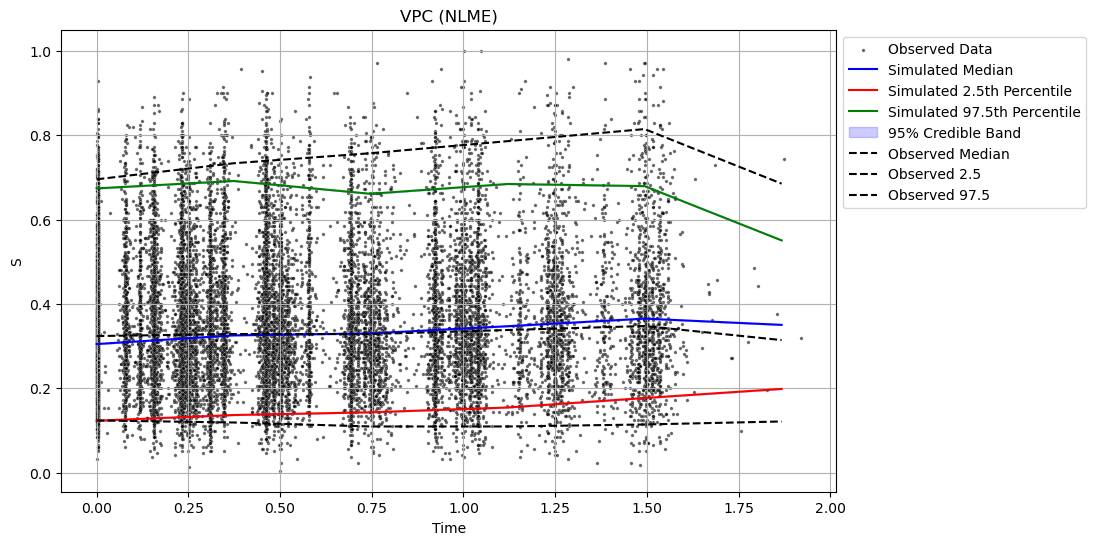 VPC (NLME)
1.0
0.8
0.6
0.4
0.2
0.0
S
0.00 0.25 0.50 0.75 1.00 1.25 1.50 1.75 2.00
Time
Observed Data
Simulated Median
Simulated 2.5th Percentile
Simulated 97.5th Percentile
95% Credible Band
Observed Median
Observed 2.5
Observed 97.5